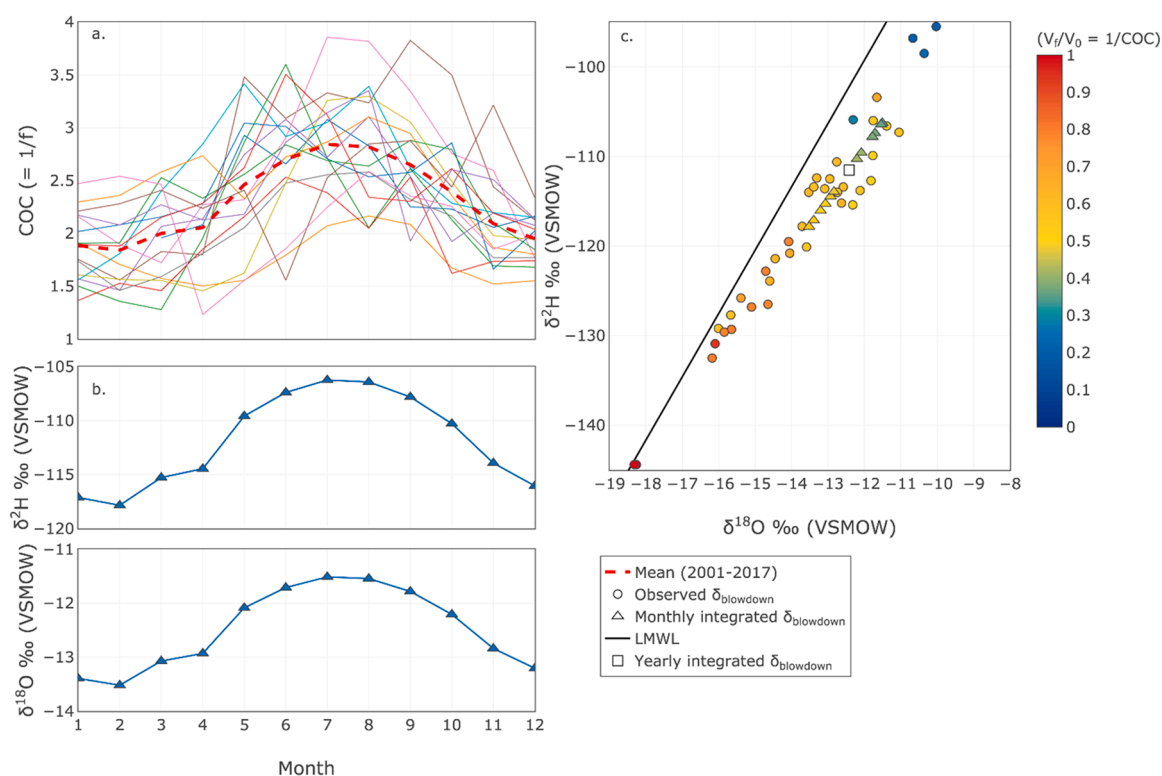 a.
COC (= 1/f)
4
3.5
3
2.5
2
1.5
1
b.
δ²H ‰ (VSMOW)
−105
−110
−115
−120
δ¹⁸O ‰ (VSMOW)
−11
−12
−13
−14
1 2 3 4 5 6 7 8 9 10 11 12
Month
c.
δ²H ‰ (VSMOW)
−100
−110
−120
−130
−140
−19 −18 −17 −16 −15 −14 −13 −12 −11 −10 −9 −8
δ¹⁸O ‰ (VSMOW)
(V_f/V_0 = 1/COC)
1
0.9
0.8
0.7
0.6
0.5
0.4
0.3
0.2
0.1
0
Mean (2001-2017)
Observed δ_blowdown
Monthly integrated δ_blowdown
LMWL
Yearly integrated δ_blowdown